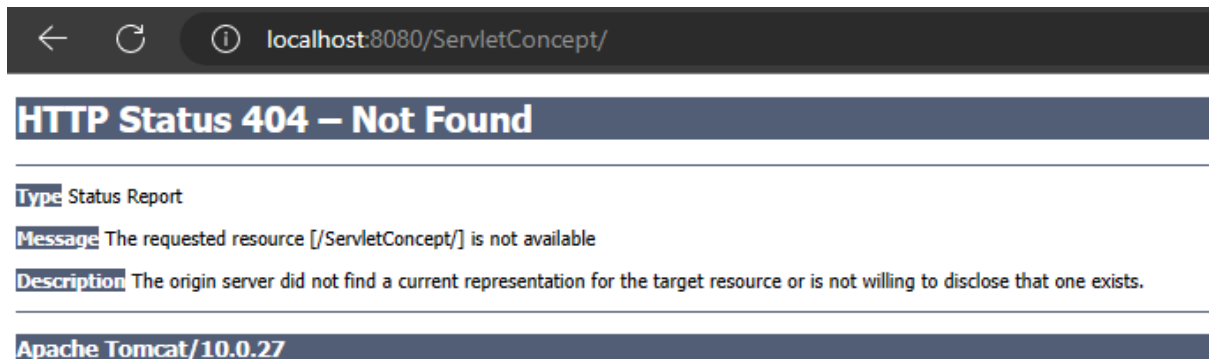 localhost:8080/ServletConcept/
HTTP Status 404 – Not Found
Type Status Report
Message The requested resource [/ServletConcept/] is not available
Description The origin server did not find a current representation for the target resource or is not willing to disclose that one exists.
Apache Tomcat/10.0.27